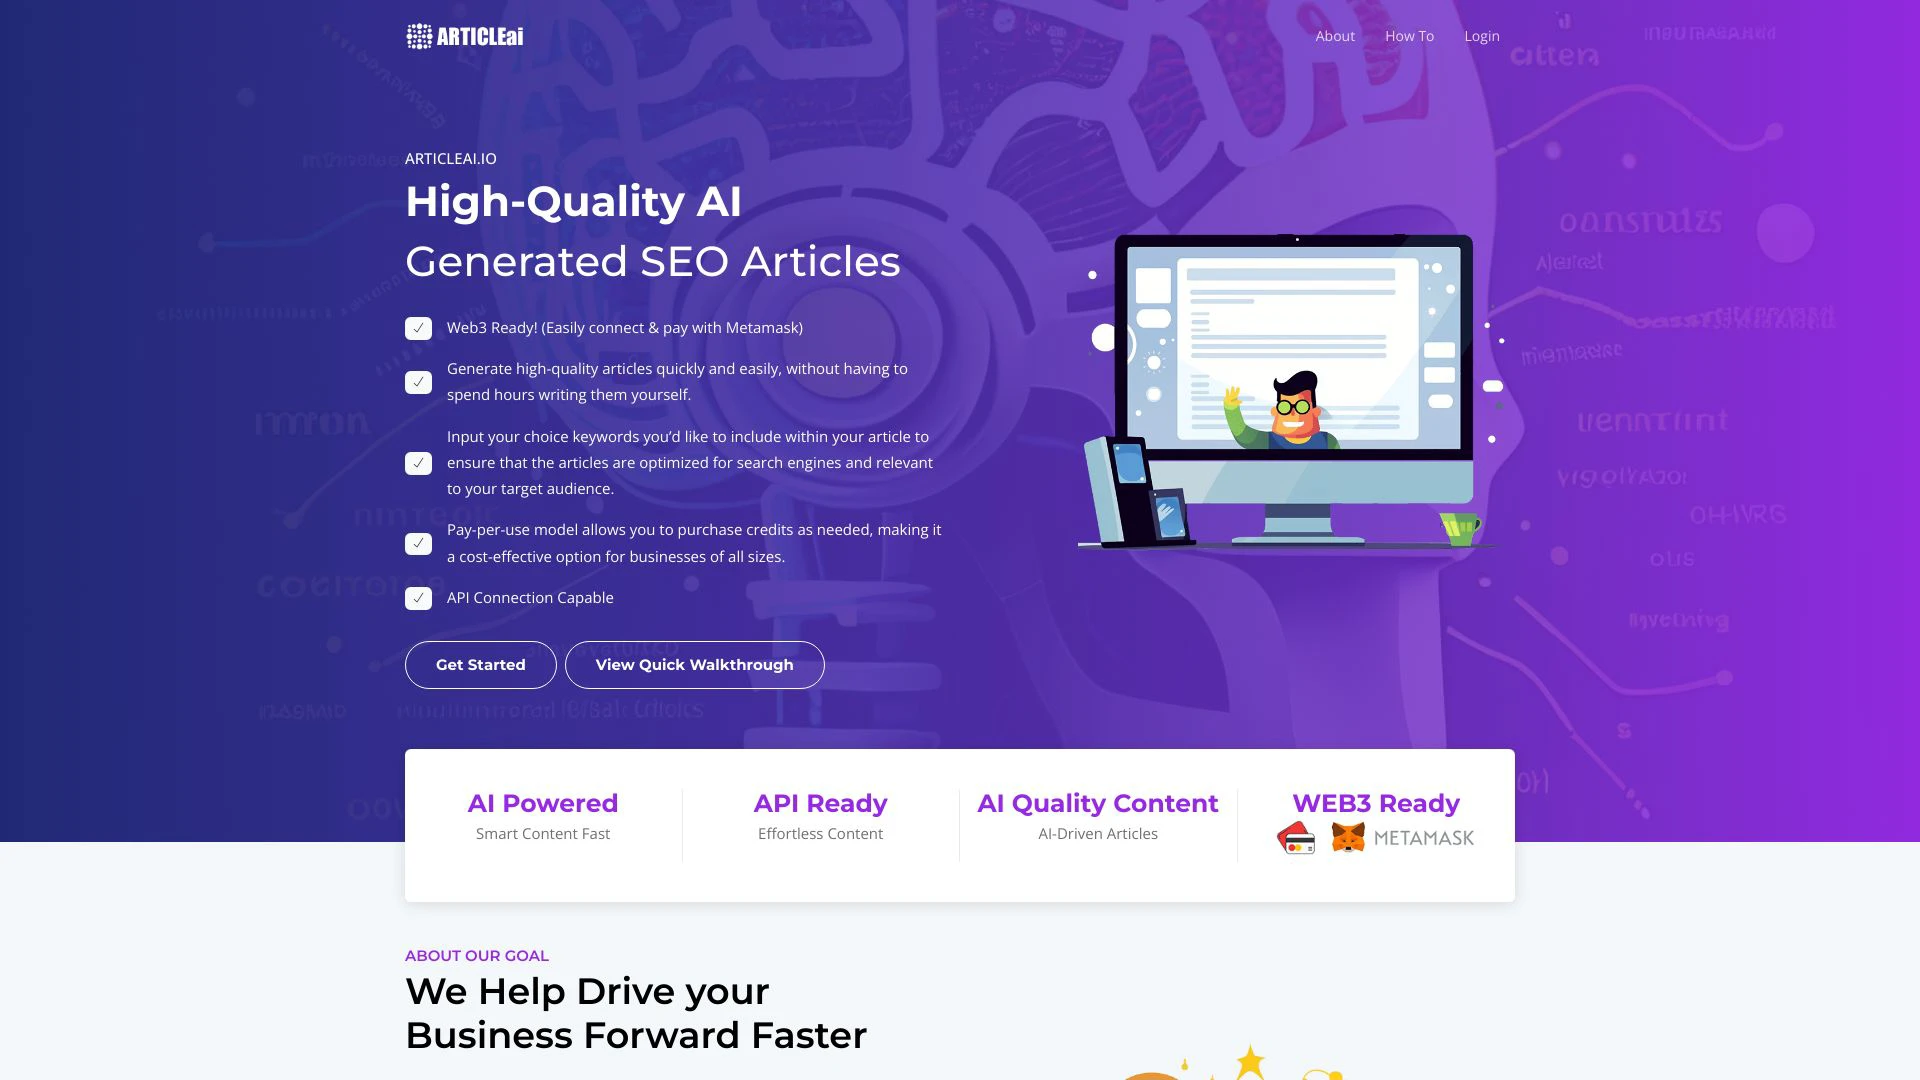 ARTICLEai
About
How To
Login
ARTICLEAI.IO
High-Quality AI
Generated SEO Articles
Web3 Ready! (Easily connect & pay with Metamask)
Generate high-quality articles quickly and easily, without having to
spend hours writing them yourself.
Input your choice keywords you’d like to include within your article to
ensure that the articles are optimized for search engines and relevant
to your target audience.
Pay-per-use model allows you to purchase credits as needed, making it
a cost-effective option for businesses of all sizes.
API Connection Capable
Get Started
View Quick Walkthrough
AI Powered
Smart Content Fast
API Ready
Effortless Content
AI Quality Content
AI-Driven Articles
WEB3 Ready
METAMASK
ABOUT OUR GOAL
We Help Drive your
Business Forward Faster